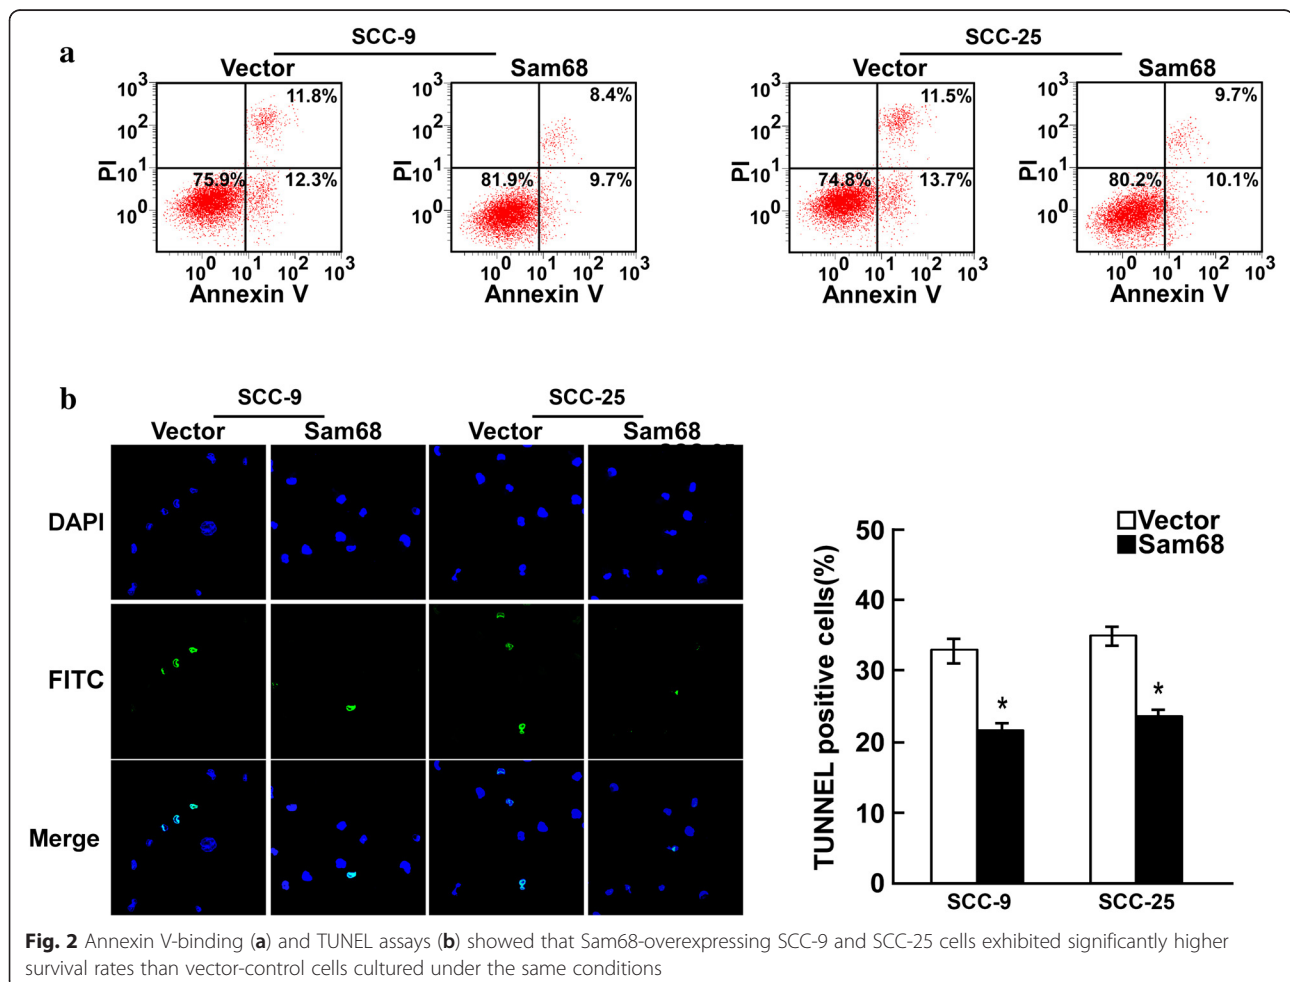 a
SCC-9
SCC-25
Vector
Sam68
Vector
Sam68
10³
11.8%
10²
PI
10¹
75.9%
12.3%
10⁰
10⁰ 10¹ 10² 10³
Annexin V
10³
8.4%
10²
PI
10¹
81.9%
9.7%
10⁰
10⁰ 10¹ 10² 10³
Annexin V
10³
11.5%
10²
PI
10¹
74.8%
13.7%
10⁰
10⁰ 10¹ 10² 10³
Annexin V
10³
9.7%
10²
PI
10¹
80.2%
10.1%
10⁰
10⁰ 10¹ 10² 10³
Annexin V
b
SCC-9
SCC-25
Vector
Sam68
Vector
Sam68
DAPI
FITC
Merge
TUNNEL positive cells(%)
50
40
30
20
10
0
Vector
Sam68
*
*
SCC-9
SCC-25
Fig. 2 Annexin V-binding (a) and TUNEL assays (b) showed that Sam68-overexpressing SCC-9 and SCC-25 cells exhibited significantly higher
survival rates than vector-control cells cultured under the same conditions